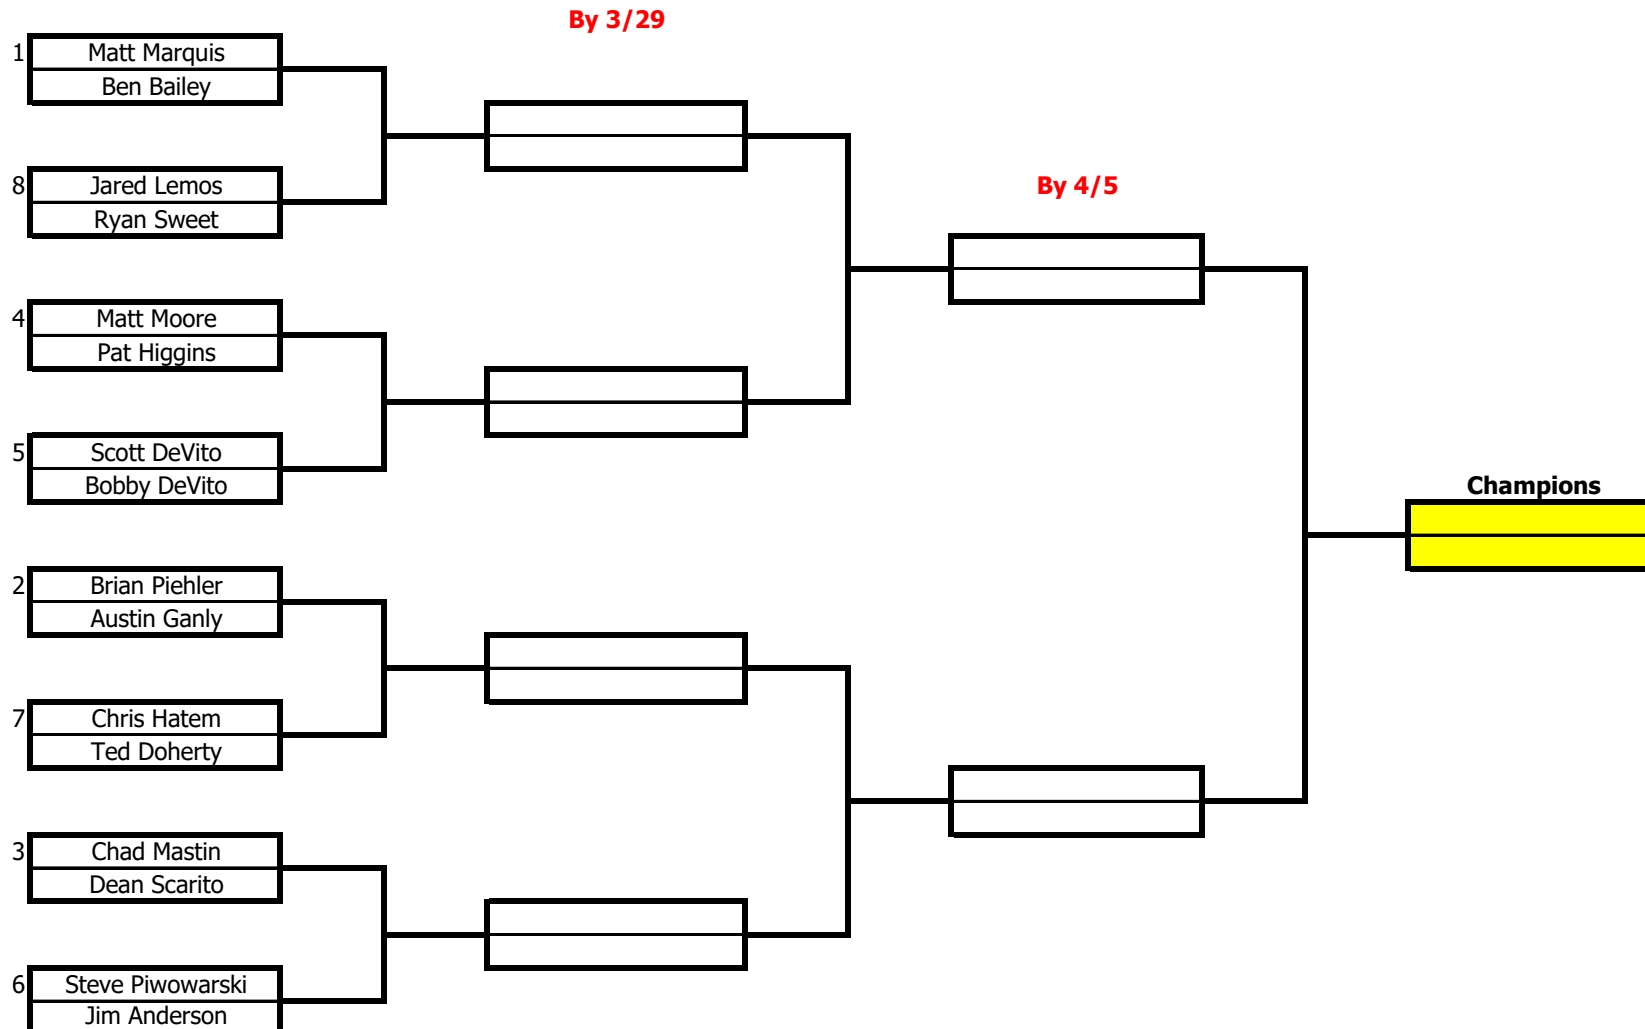 By 3/29
1 Matt Marquis
Ben Bailey
8 Jared Lemos
Ryan Sweet
By 4/5
4 Matt Moore
Pat Higgins
5 Scott DeVito
Bobby DeVito
Champions
2 Brian Piehler
Austin Ganly
7 Chris Hatem
Ted Doherty
3 Chad Mastin
Dean Scarito
6 Steve Piwowarski
Jim Anderson